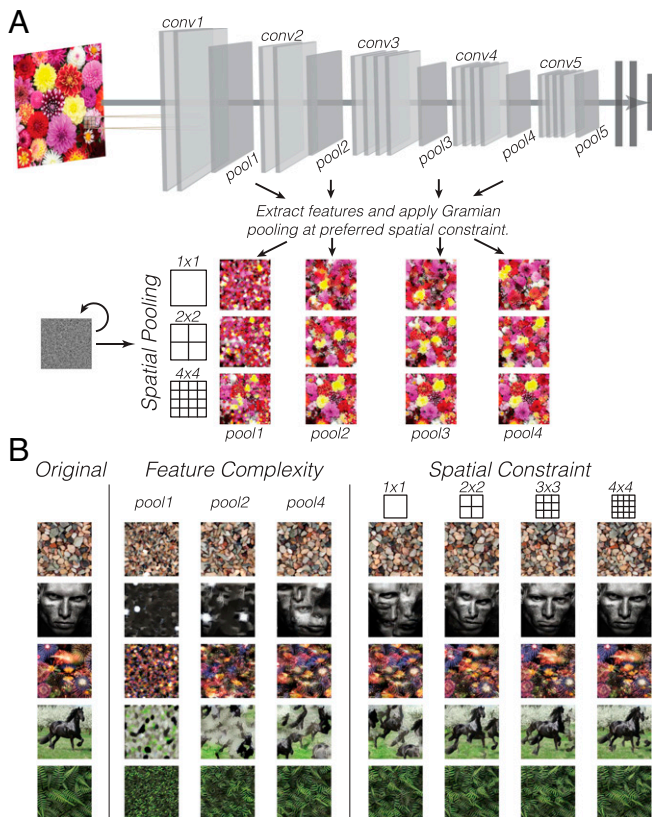 A
conv1
conv2
conv3
conv4
conv5
pool1
pool2
pool3
pool4
pool5
Extract features and apply Gramian
pooling at preferred spatial constraint.
Spatial Pooling
1x1
2x2
4x4
pool1
pool2
pool3
pool4
B
Original
Feature Complexity
Spatial Constraint
pool1
pool2
pool4
1x1
2x2
3x3
4x4